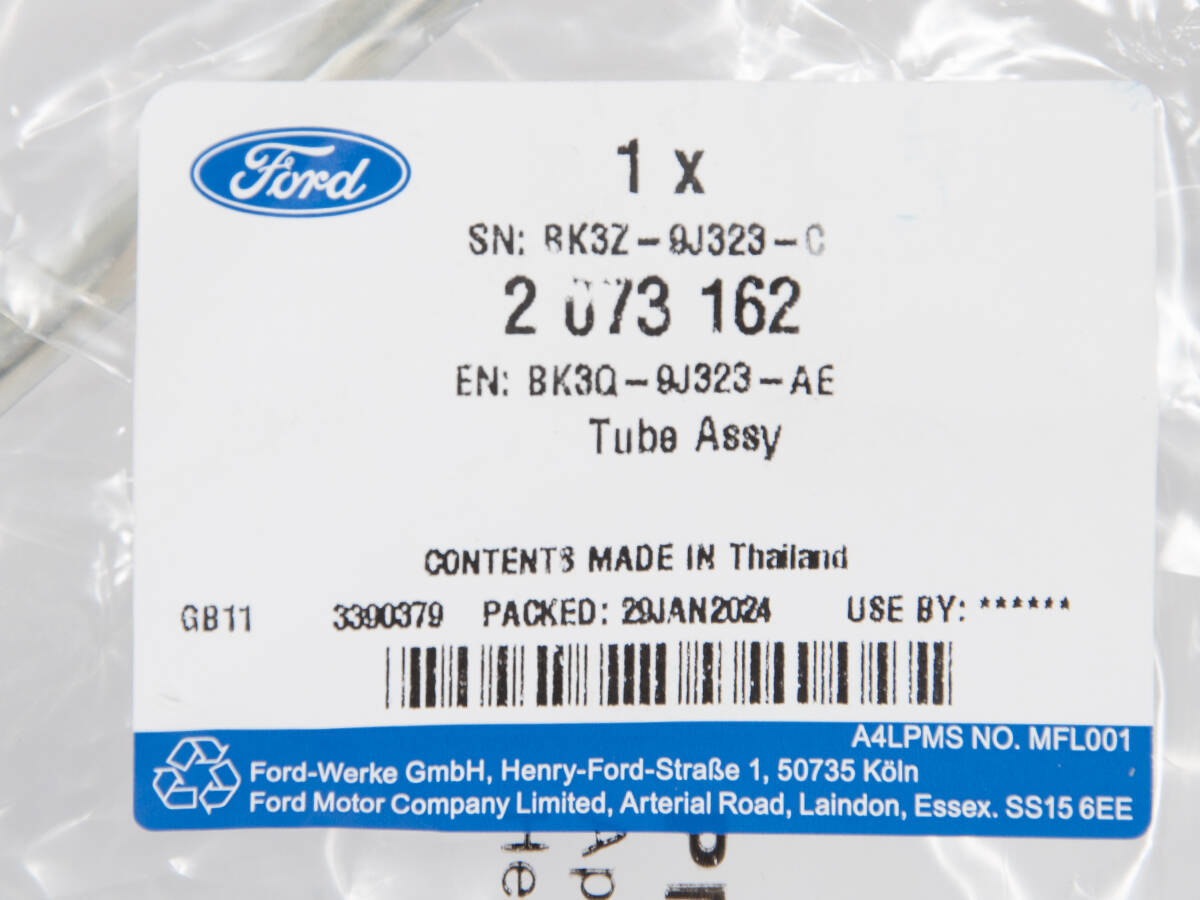 Ford
1 x
SN: BK3Z-9J323-C
2 073 162
EN: BK3Q-9J323-AE
Tube Assy
CONTENTS MADE IN Thailand
GB11 3390379 PACKED: 29JAN2024 USE BY: ******
A4LPMS NO. MFL001
Ford-Werke GmbH, Henry-Ford-Straße 1, 50735 Köln
Ford Motor Company Limited, Arterial Road, Laindon, Essex. SS15 6EE